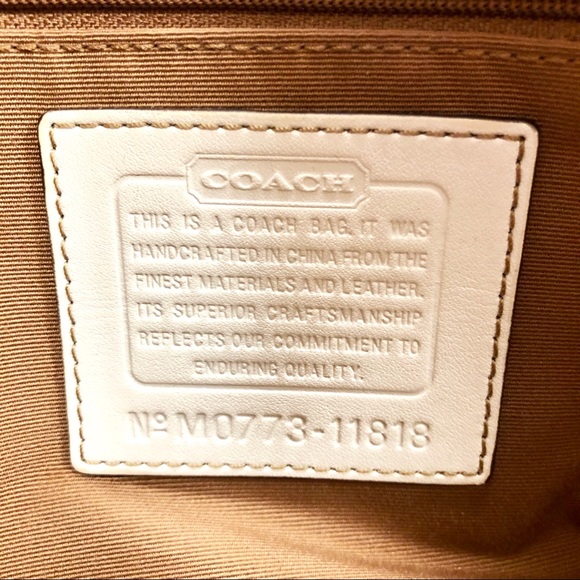 COACH
THIS IS A COACH BAG. IT WAS
HANDCRAFTED IN CHINA FROM THE
FINEST MATERIALS AND LEATHER.
ITS SUPERIOR CRAFTSMANSHIP
REFLECTS OUR COMMITMENT TO
ENDURING QUALITY.
Nº M0773-11818